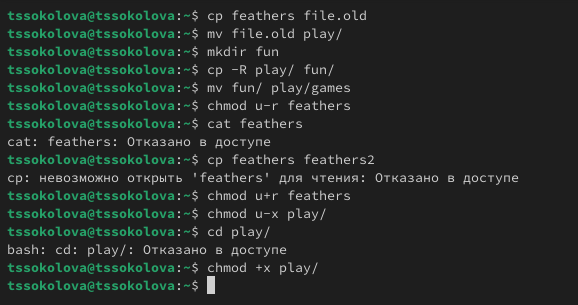 tssokolova@tssokolova:~$ cp feathers file.old
tssokolova@tssokolova:~$ mv file.old play/
tssokolova@tssokolova:~$ mkdir fun
tssokolova@tssokolova:~$ cp -R play/ fun/
tssokolova@tssokolova:~$ mv fun/ play/games
tssokolova@tssokolova:~$ chmod u-r feathers
tssokolova@tssokolova:~$ cat feathers
cat: feathers: Отказано в доступе
tssokolova@tssokolova:~$ cp feathers feathers2
cp: невозможно открыть 'feathers' для чтения: Отказано в доступе
tssokolova@tssokolova:~$ chmod u+r feathers
tssokolova@tssokolova:~$ chmod u-x play/
tssokolova@tssokolova:~$ cd play/
bash: cd: play/: Отказано в доступе
tssokolova@tssokolova:~$ chmod +x play/
tssokolova@tssokolova:~$